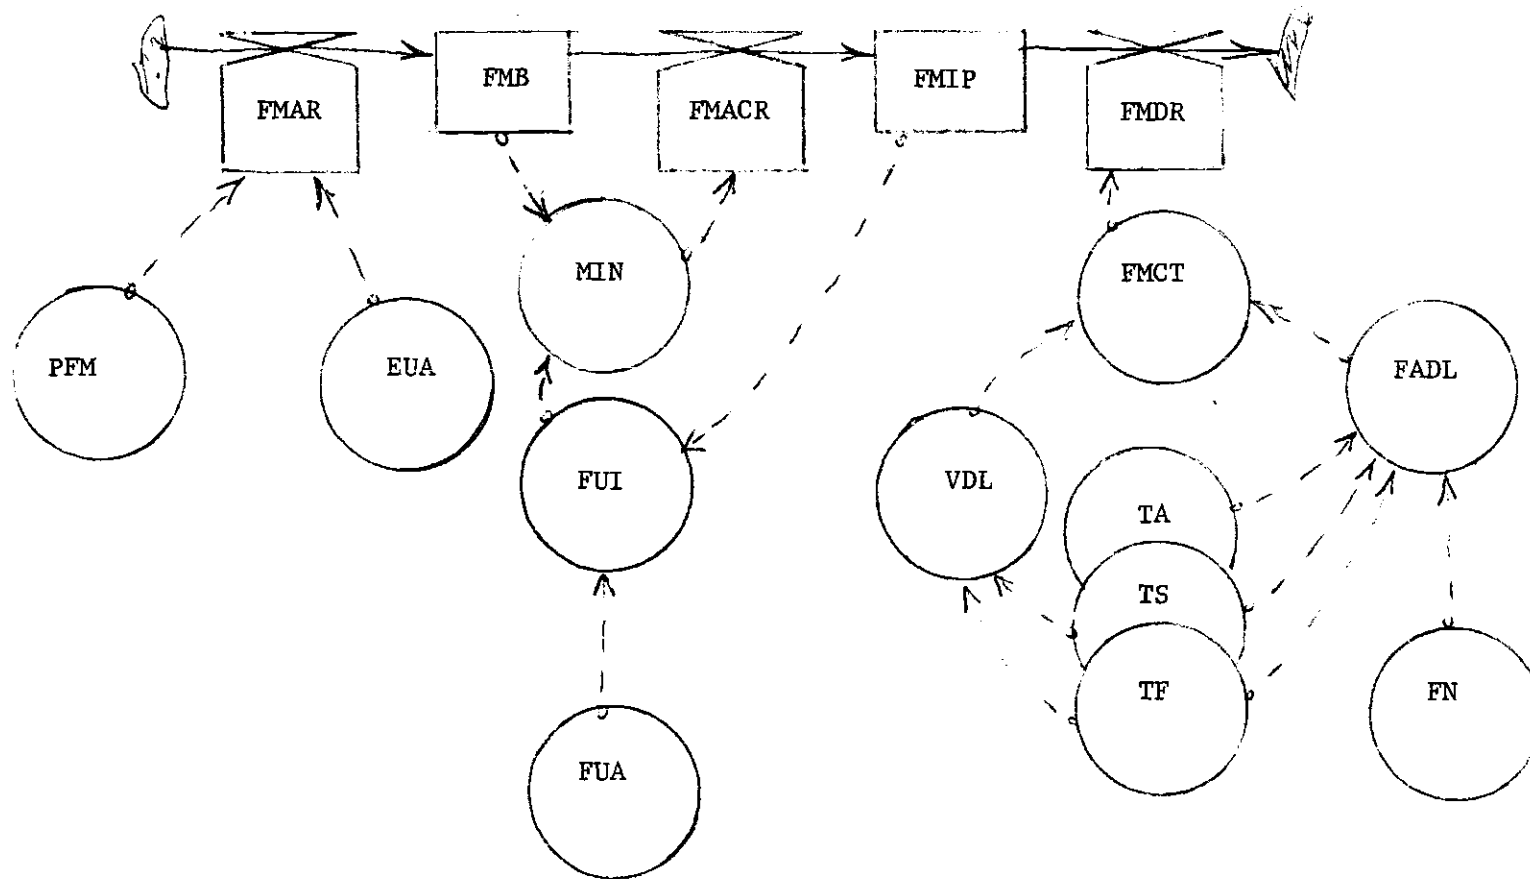 FMAR
FMB
FMACR
FMIP
FMDR
PFM
EUA
MIN
FUI
FUA
FMCT
VDL
FADL
TA
TS
TF
FN